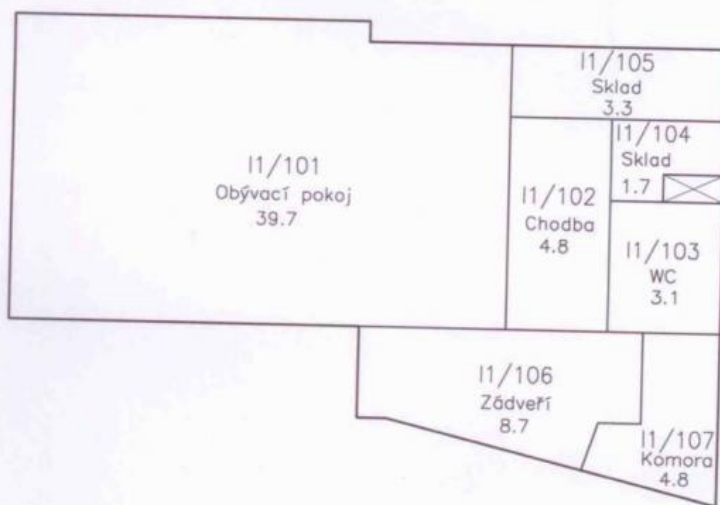 I1/105
Sklad
3.3
I1/104
Sklad
1.7
I1/101
Obývací pokoj
39.7
I1/102
Chodba
4.8
I1/103
WC
3.1
I1/106
Zádveří
8.7
I1/107
Komora
4.8